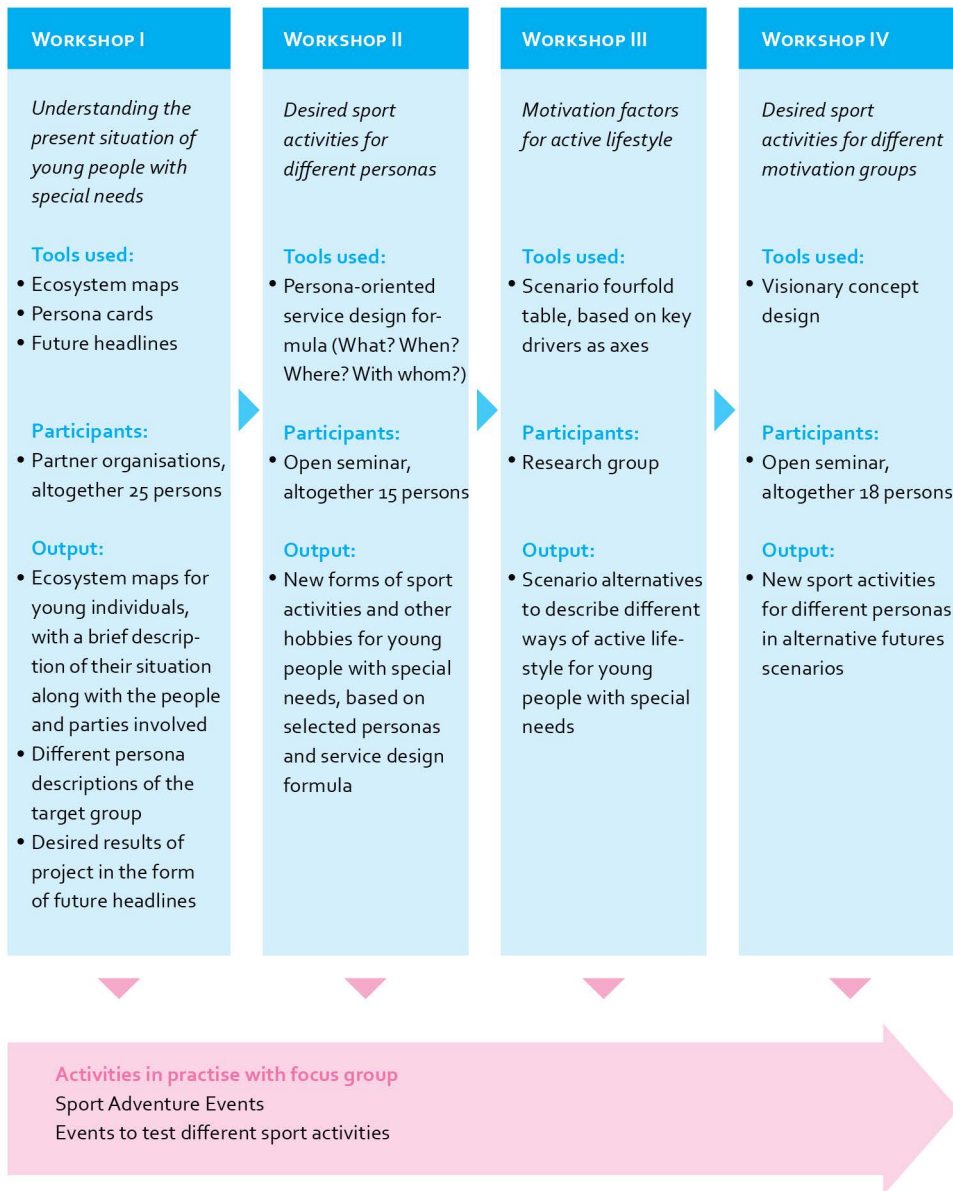 WORKSHOP I
Understanding the
present situation of
young people with
special needs
Tools used:
• Ecosystem maps
• Persona cards
• Future headlines
Participants:
• Partner organisations,
altogether 25 persons
Output:
• Ecosystem maps for
young individuals,
with a brief descrip-
tion of their situation
along with the people
and parties involved
• Different persona
descriptions of the
target group
• Desired results of
project in the form
of future headlines
WORKSHOP II
Desired sport
activities for
different personas
Tools used:
• Persona-oriented
service design for-
mula (What? When?
Where? With whom?)
Participants:
• Open seminar,
altogether 15 persons
Output:
• New forms of sport
activities and other
hobbies for young
people with special
needs, based on
selected personas
and service design
formula
WORKSHOP III
Motivation factors
for active lifestyle
Tools used:
• Scenario fourfold
table, based on key
drivers as axes
Participants:
• Research group
Output:
• Scenario alternatives
to describe different
ways of active life-
style for young
people with special
needs
WORKSHOP IV
Desired sport
activities for different
motivation groups
Tools used:
• Visionary concept
design
Participants:
• Open seminar,
altogether 18 persons
Output:
• New sport activities
for different personas
in alternative futures
scenarios
Activities in practise with focus group
Sport Adventure Events
Events to test different sport activities